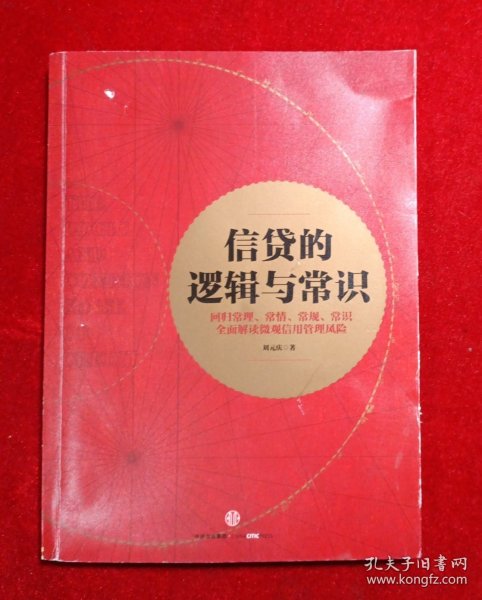 信贷的
逻辑与常识
回归常理、常情、常规、常识
全面解读微观信用管理风险
周元庆 著
孔夫子旧书网
www.kongfz.com